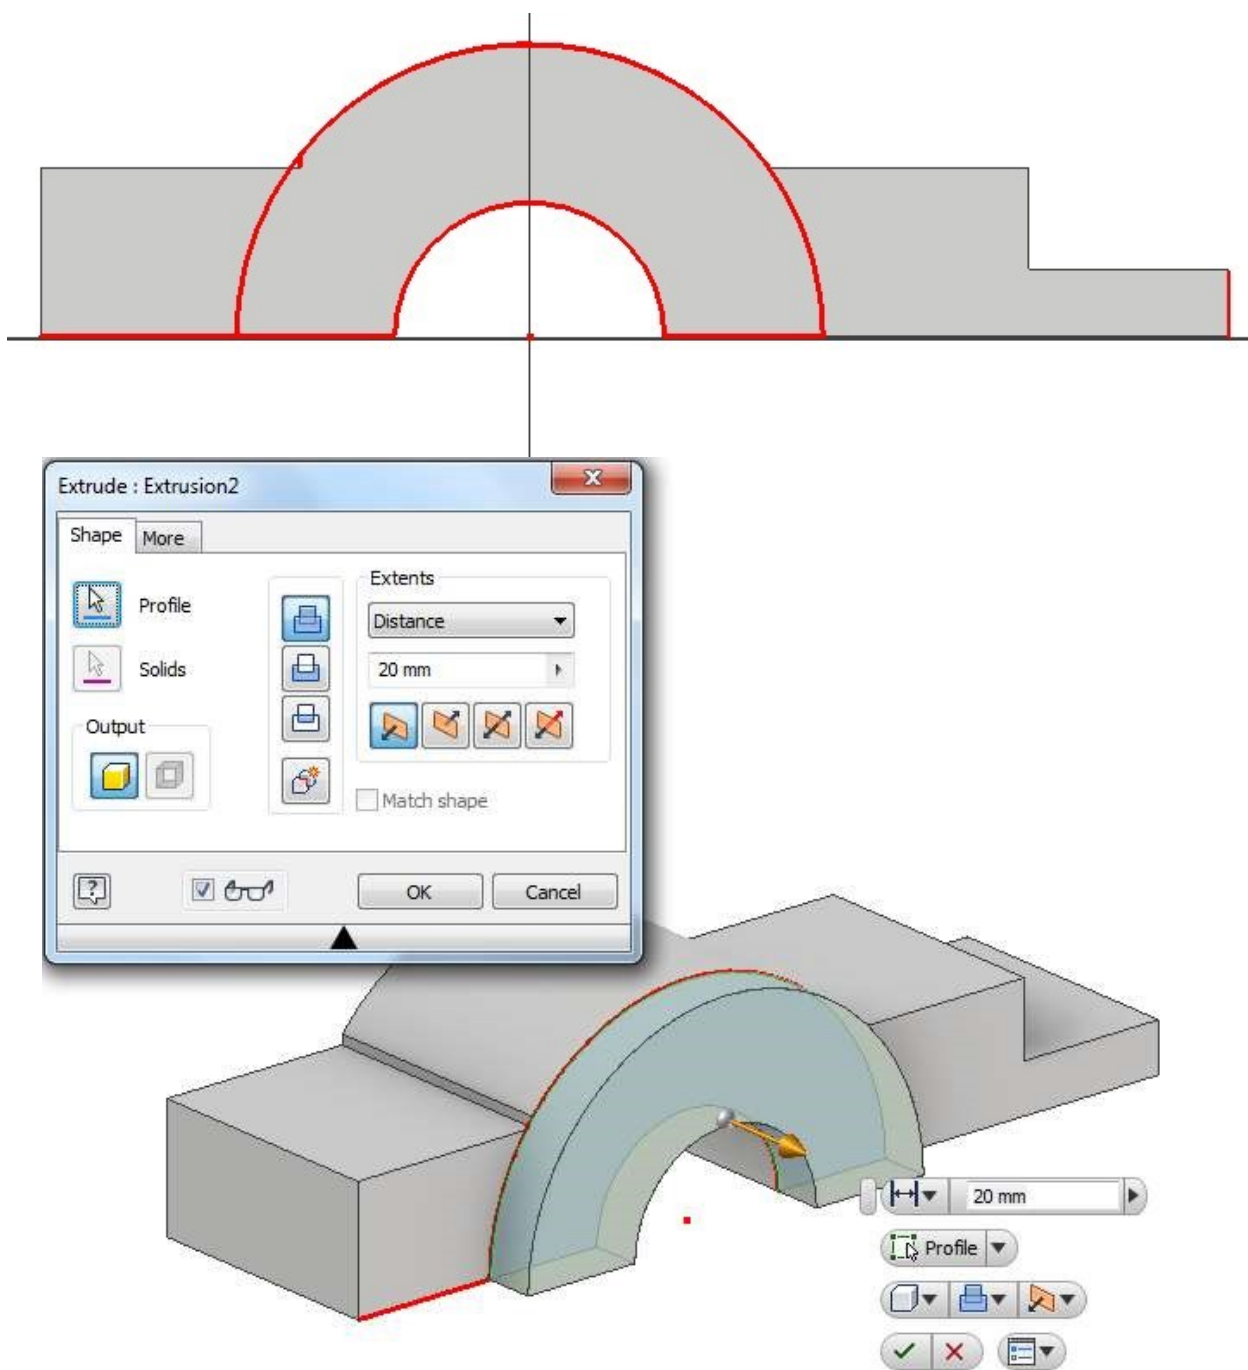 Extrude : Extrusion2
Shape
More
Extents
Profile
Distance
Solids
20 mm
Output
Match shape
OK
Cancel
20 mm
Profile